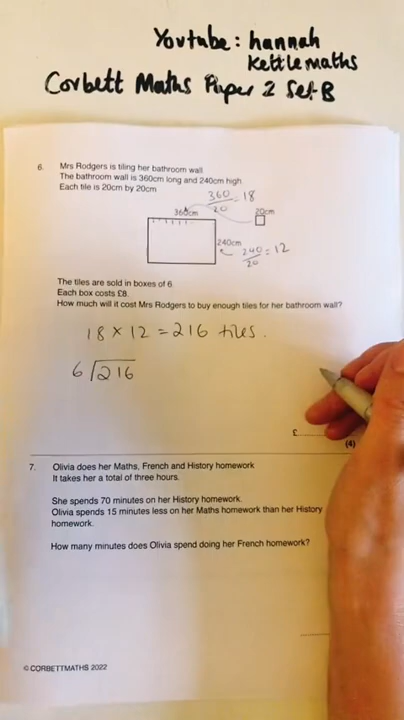 Youtube: hannah
kettlemaths
Corbett Maths Paper 2 Set B
6. Mrs Rodgers is tiling her bathroom wall
The bathroom wall is 360cm long and 240cm high.
Each tile is 20cm by 20cm
360/20 = 18
360cm
20cm
240cm
240/20 = 12
The tiles are sold in boxes of 6
Each box costs £8.
How much will it cost Mrs Rodgers to buy enough tiles for her bathroom wall?
18 × 12 = 216 tiles.
6 216
£
(4)
7. Olivia does her Maths, French and History homework
It takes her a total of three hours.
She spends 70 minutes on her History homework.
Olivia spends 15 minutes less on her Maths homework than her History
homework.
How many minutes does Olivia spend doing her French homework?
© CORBETTMATHS 2022